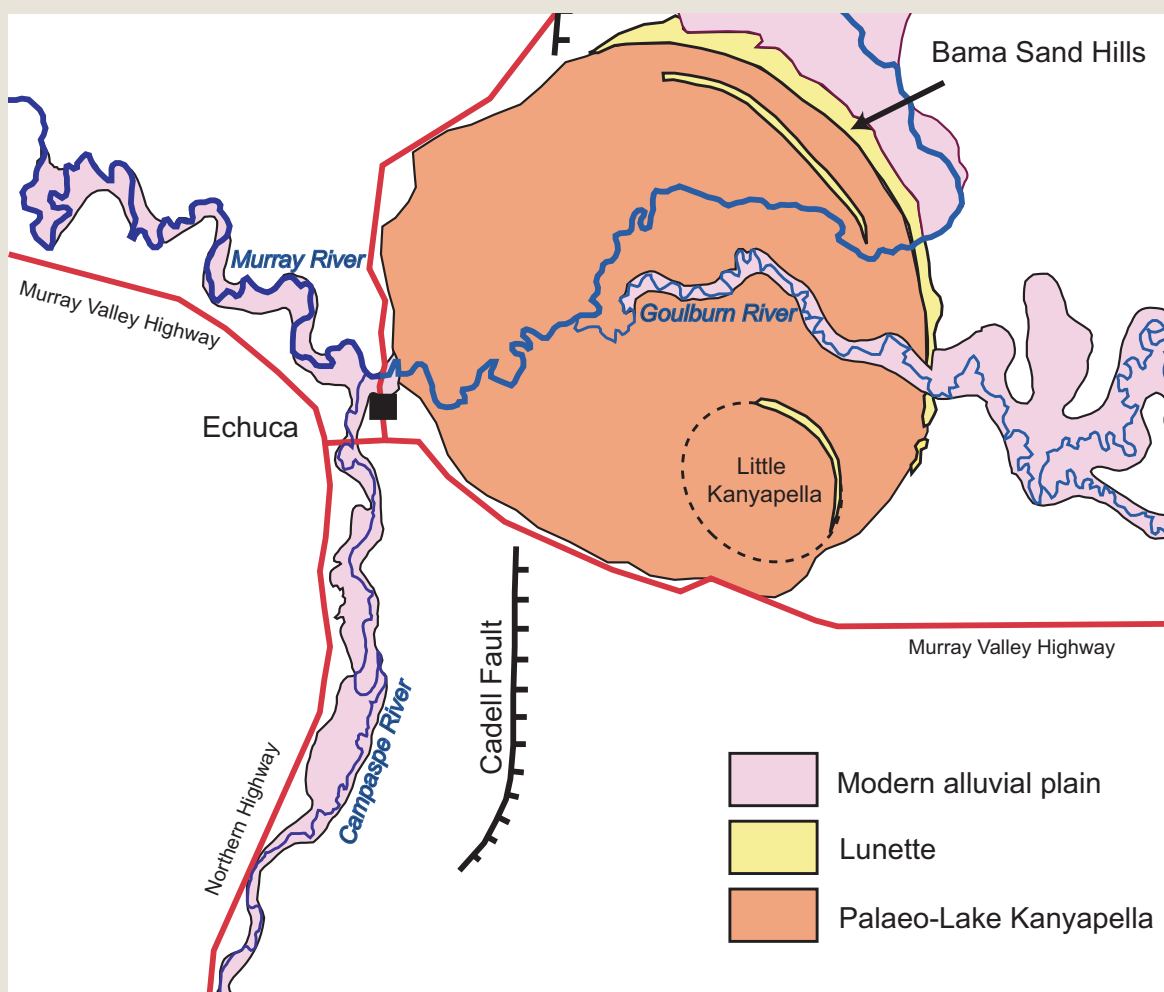 Bama Sand Hills
Murray River
Murray Valley Highway
Goulburn River
Echuca
Little
Kanyapella
Cadell Fault
Murray Valley Highway
Campaspe River
Northern Highway
Modern alluvial plain
Lunette
Palaeo-Lake Kanyapella